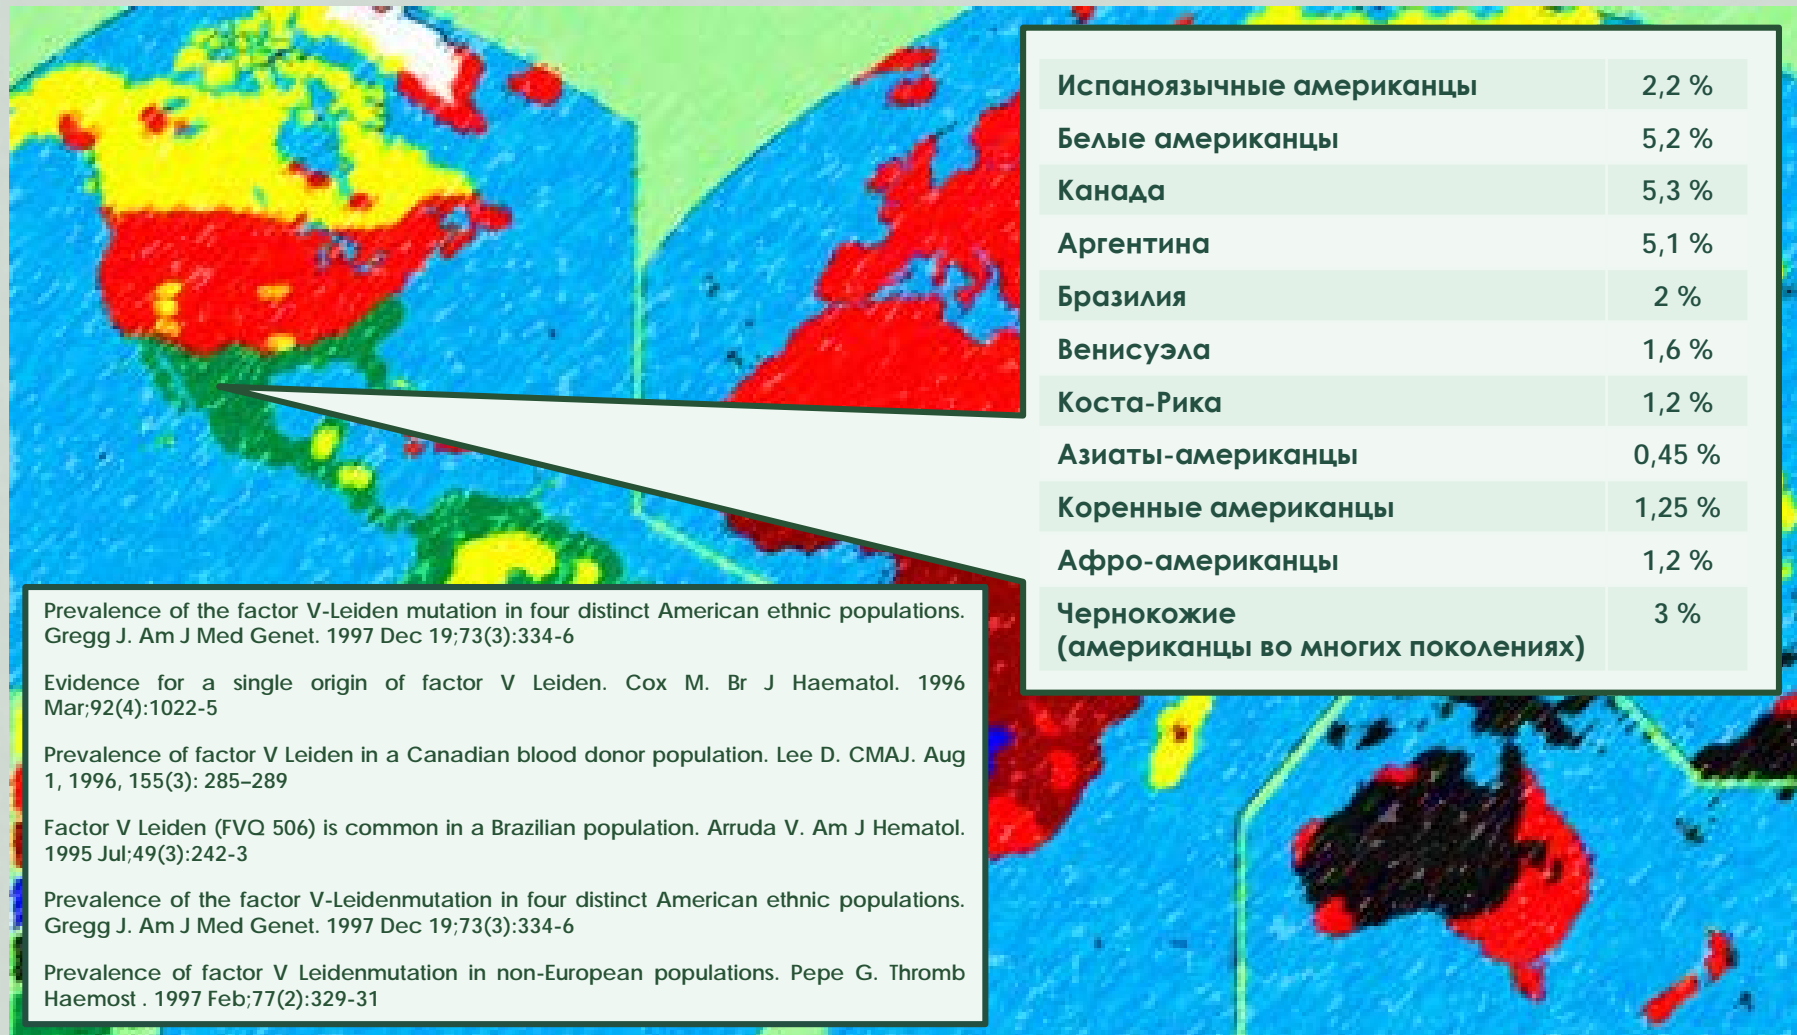 Испаноязычные американцы 2,2 %
Белые американцы 5,2 %
Канада 5,3 %
Аргентина 5,1 %
Бразилия 2 %
Венисуэла 1,6 %
Коста-Рика 1,2 %
Азиаты-американцы 0,45 %
Коренные американцы 1,25 %
Афро-американцы 1,2 %
Чернокожие 3 %
(американцы во многих поколениях)
Prevalence of the factor V-Leiden mutation in four distinct American ethnic populations.
Gregg J. Am J Med Genet. 1997 Dec 19;73(3):334-6
Evidence for a single origin of factor V Leiden. Cox M. Br J Haematol. 1996
Mar;92(4):1022-5
Prevalence of factor V Leiden in a Canadian blood donor population. Lee D. CMAJ. Aug
1, 1996, 155(3): 285–289
Factor V Leiden (FVQ 506) is common in a Brazilian population. Arruda V. Am J Hematol.
1995 Jul;49(3):242-3
Prevalence of the factor V-Leidenmutation in four distinct American ethnic populations.
Gregg J. Am J Med Genet. 1997 Dec 19;73(3):334-6
Prevalence of factor V Leidenmutation in non-European populations. Pepe G. Thromb
Haemost . 1997 Feb;77(2):329-31